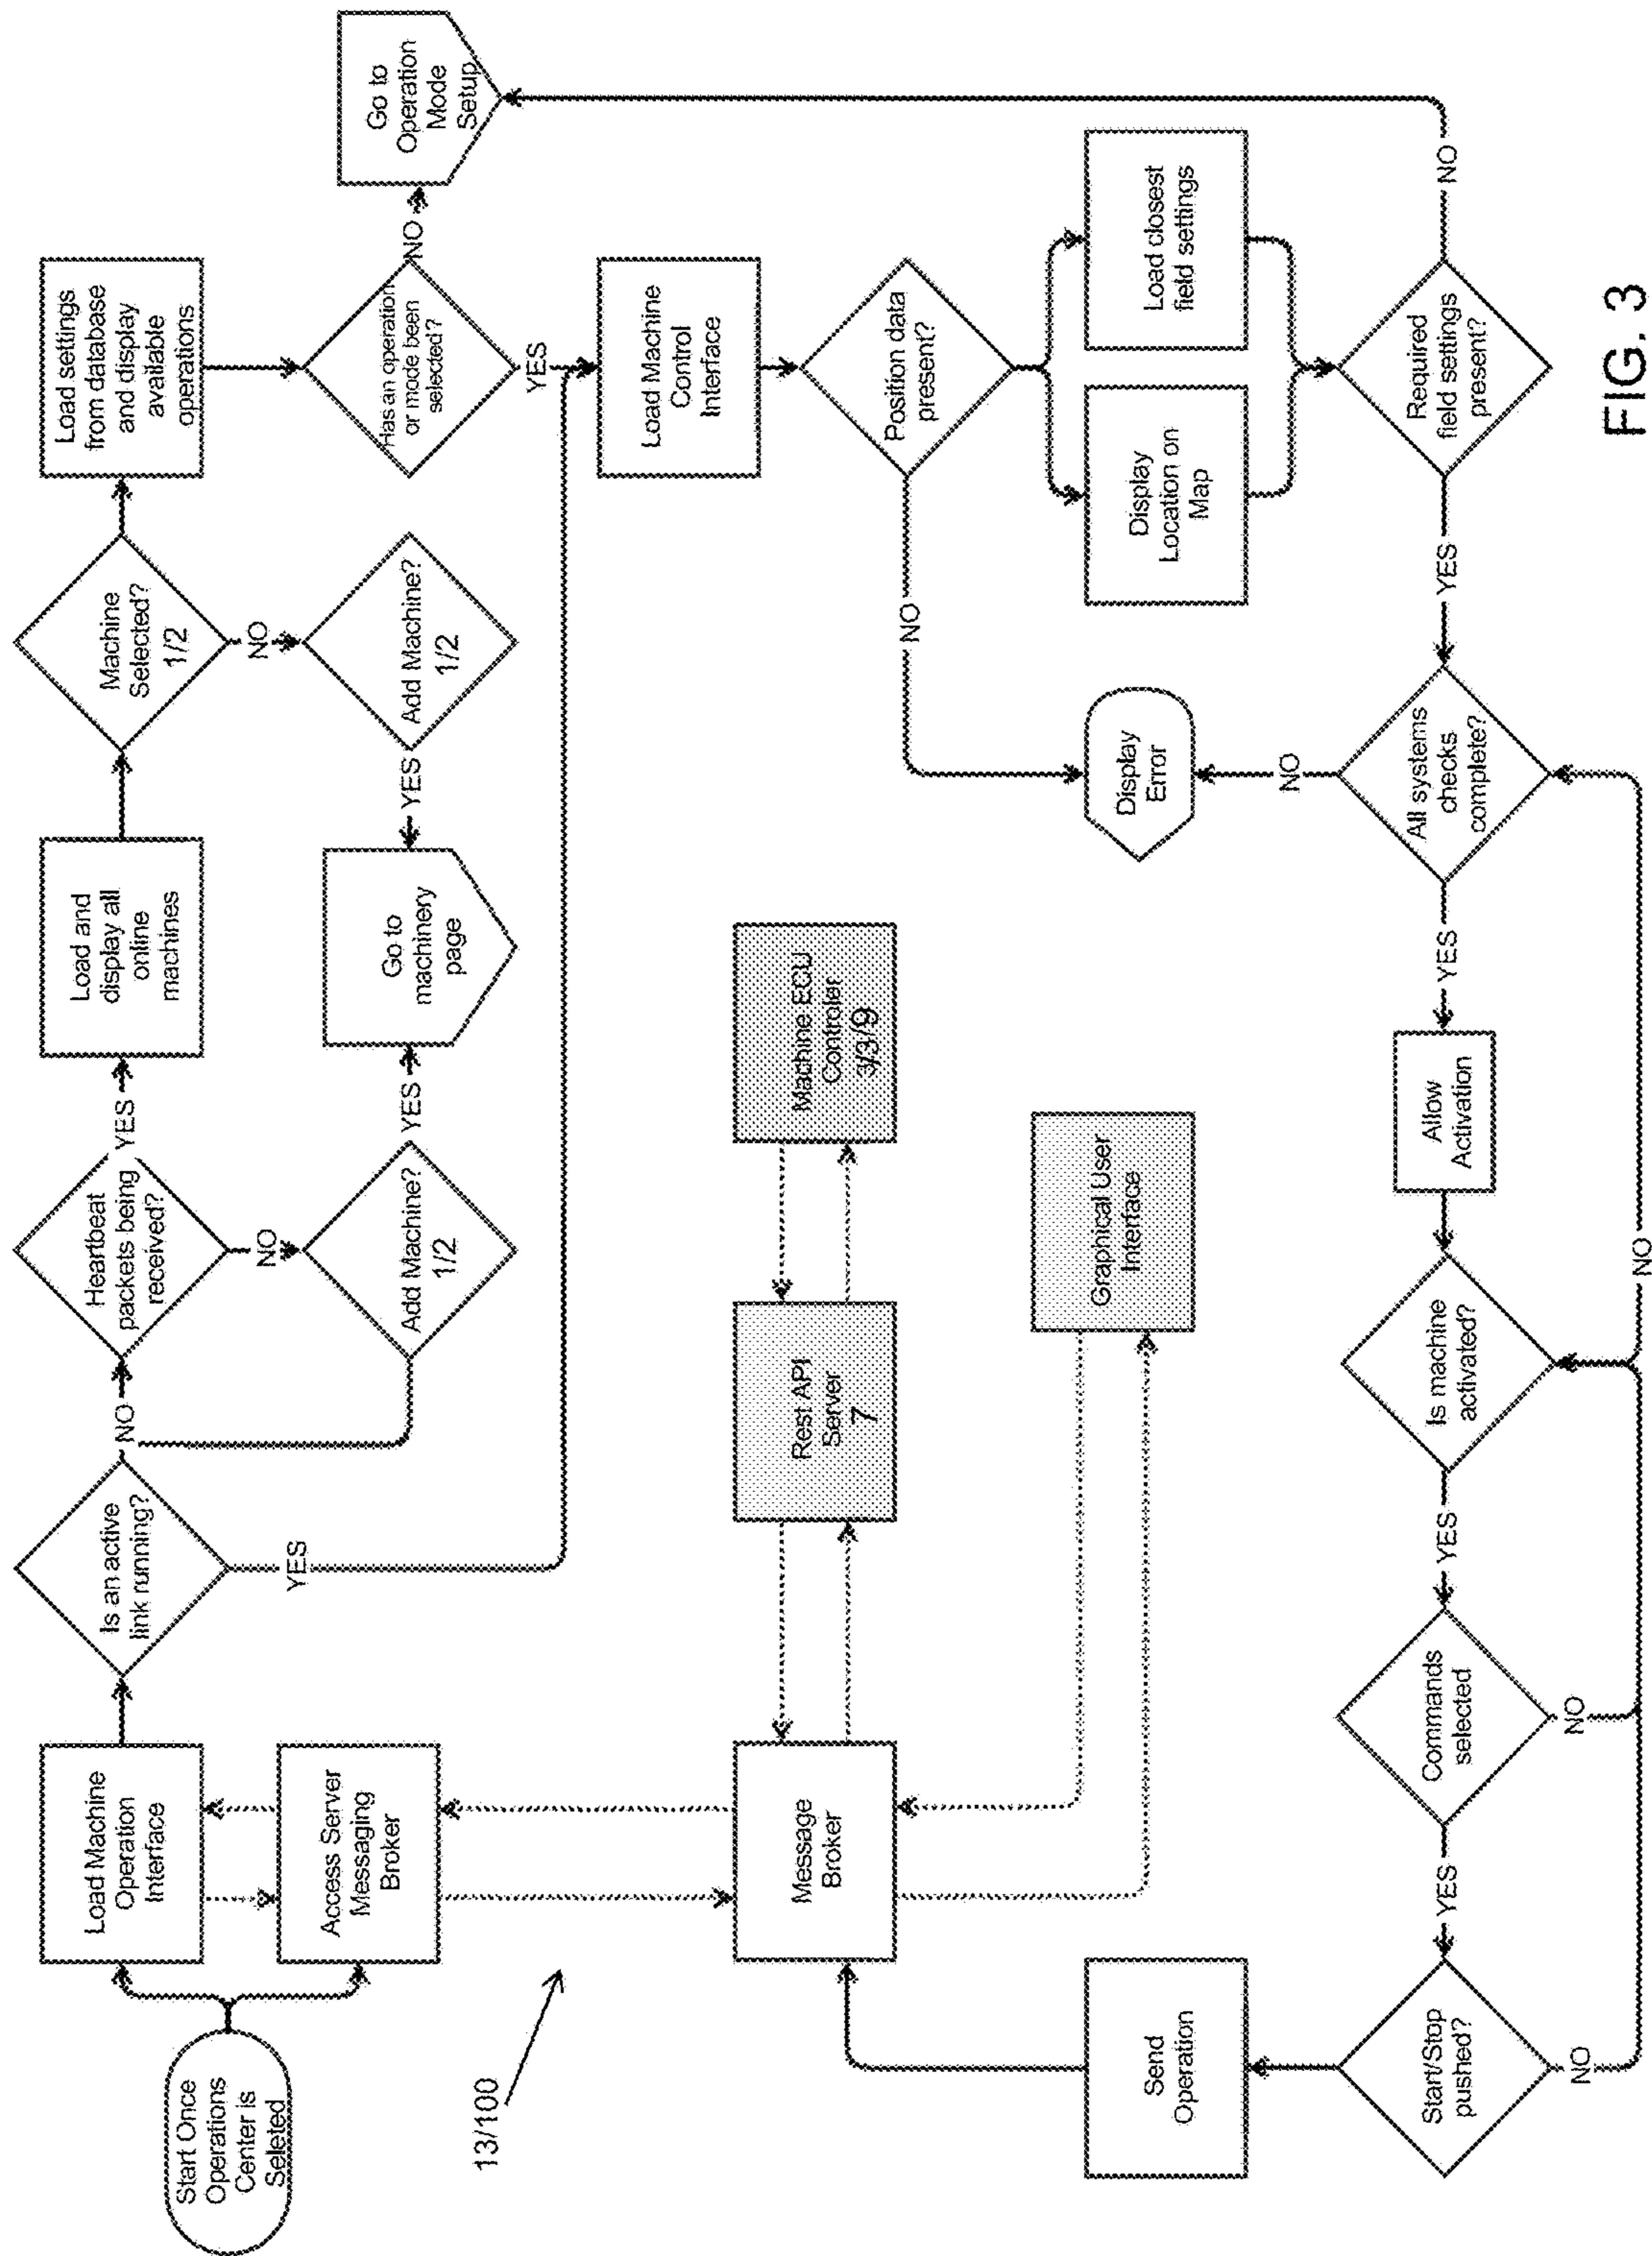 Start Once
Operations
Center is
Seleted
Load Machine
Operation
Interface
Access Server
Messaging
Broker
Is an active
link running?
NO
YES
Heartbeat
packets being
received?
YES
NO
Add Machine?
1/2
YES
Load and
display all
online
machines
Go to
machinery
page
Machine
Selected?
1/2
NO
Add Machine?
1/2
YES
Load settings
from database
and display
available
operations
Has an operation
or mode been
selected?
NO
YES
Go to
Operation
Mode
Setup
Load Machine
Control
Interface
Position data
present?
NO
Display
Location on
Map
Load closest
field settings
Required
field settings
present?
NO
YES
Display
Error
NO
All systems
checks
complete?
YES
Allow
Activation
Is machine
activated?
NO
YES
Commands
selected
NO
YES
Start/Stop
pushed?
NO
Send
Operation
Message
Broker
Rest API
Server
7
Machine ECU
Controler
3/3/9
Graphical User
Interface
13/100
FIG. 3